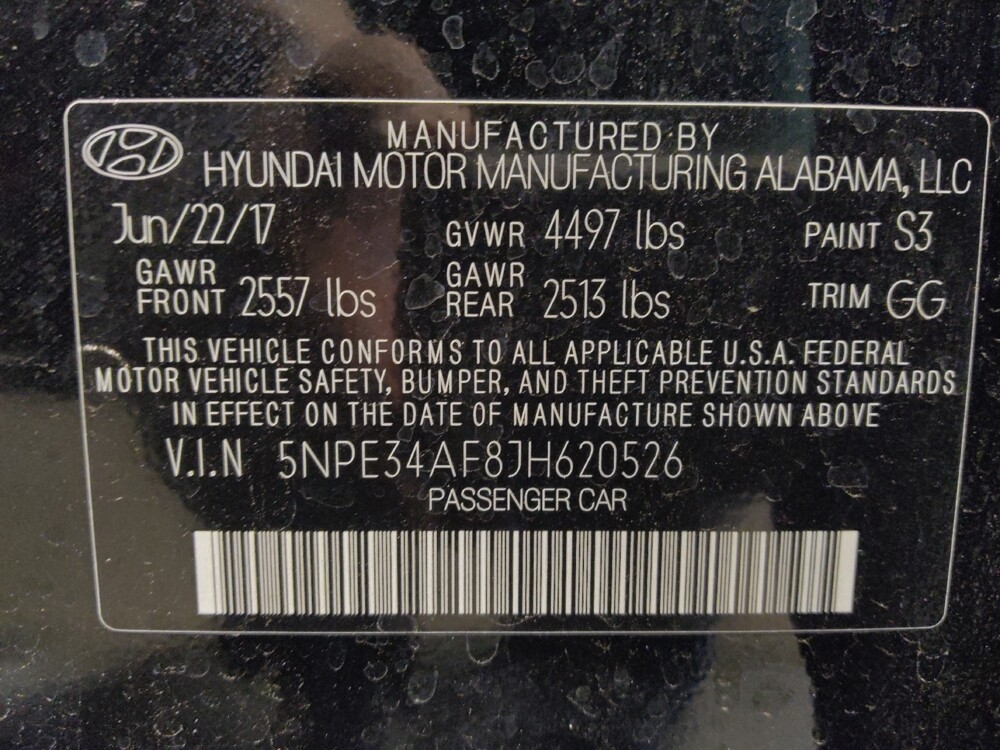 MANUFACTURED BY
HYUNDAI MOTOR MANUFACTURING ALABAMA, LLC
Jun/22/17 GVWR 4497 lbs PAINT S3
GAWR FRONT 2557 lbs GAWR REAR 2513 lbs TRIM GG
THIS VEHICLE CONFORMS TO ALL APPLICABLE U.S.A. FEDERAL
MOTOR VEHICLE SAFETY, BUMPER, AND THEFT PREVENTION STANDARDS
IN EFFECT ON THE DATE OF MANUFACTURE SHOWN ABOVE
V.I.N 5NPE34AF8JH620526
PASSENGER CAR